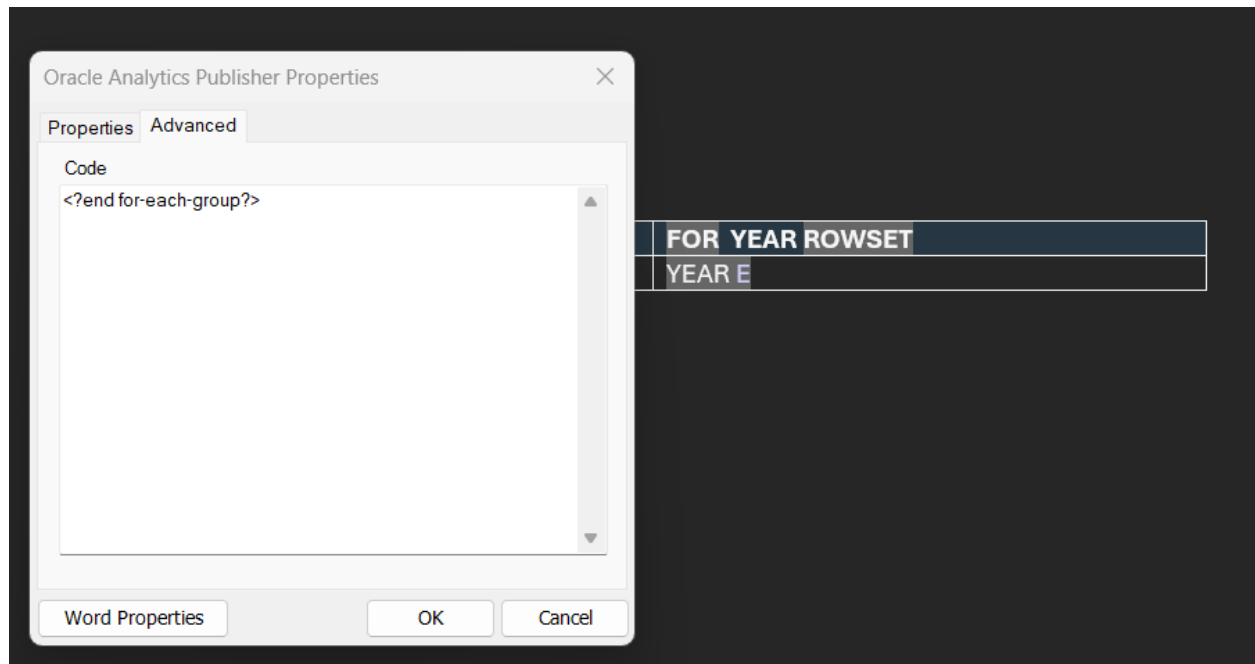 Oracle Analytics Publisher Properties
Properties Advanced
Code
<?end for-each-group?>
FOR YEAR ROWSET
YEAR E
Word Properties OK Cancel